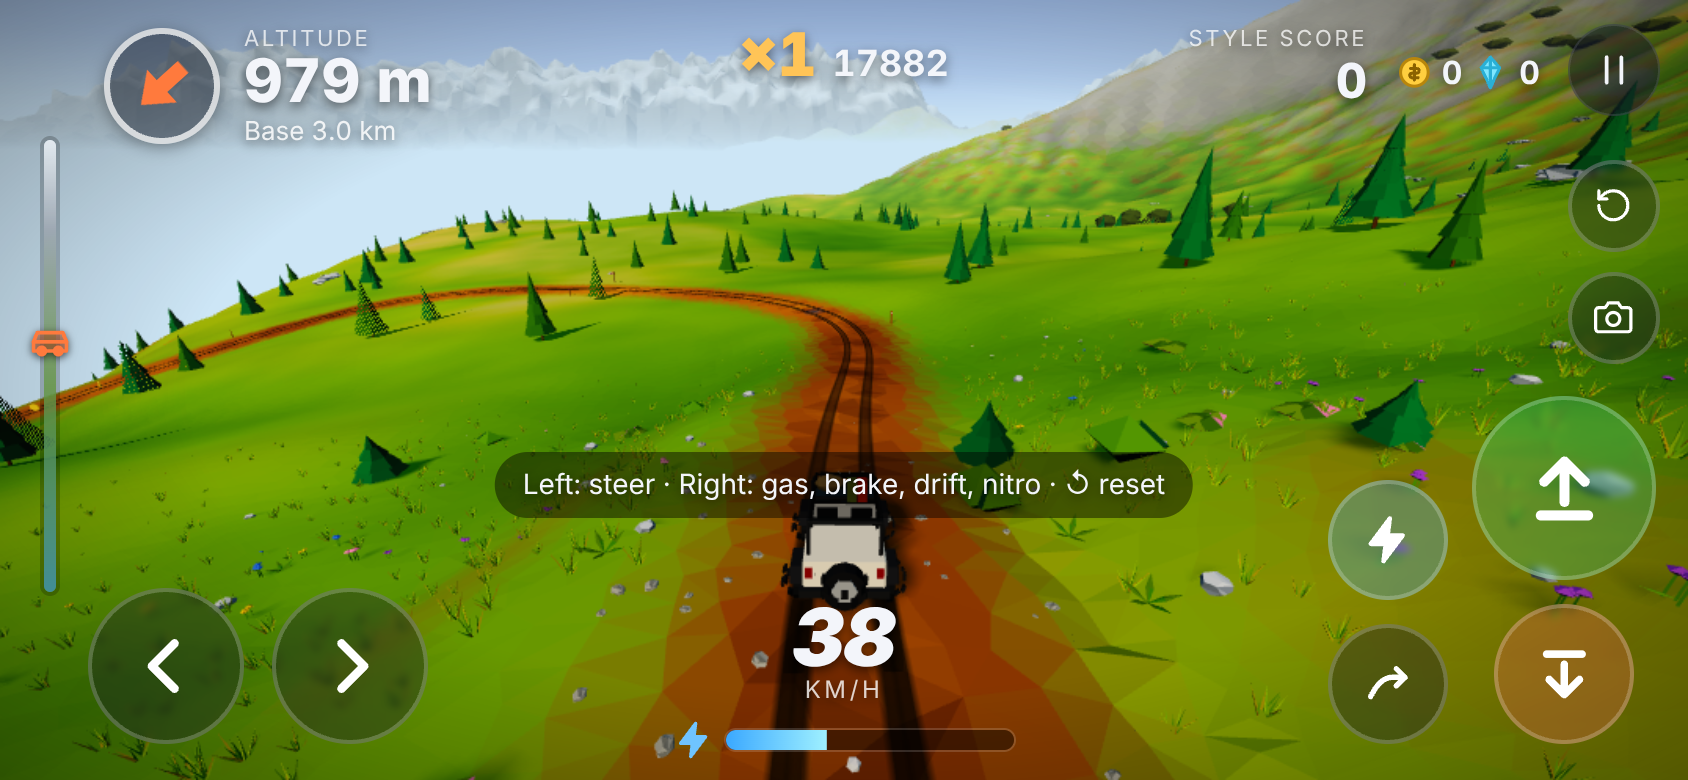 ALTITUDE
979 m
Base 3.0 km
×1 17882
STYLE SCORE
0
0
0
Left: steer · Right: gas, brake, drift, nitro · ↺ reset
38
KM/H